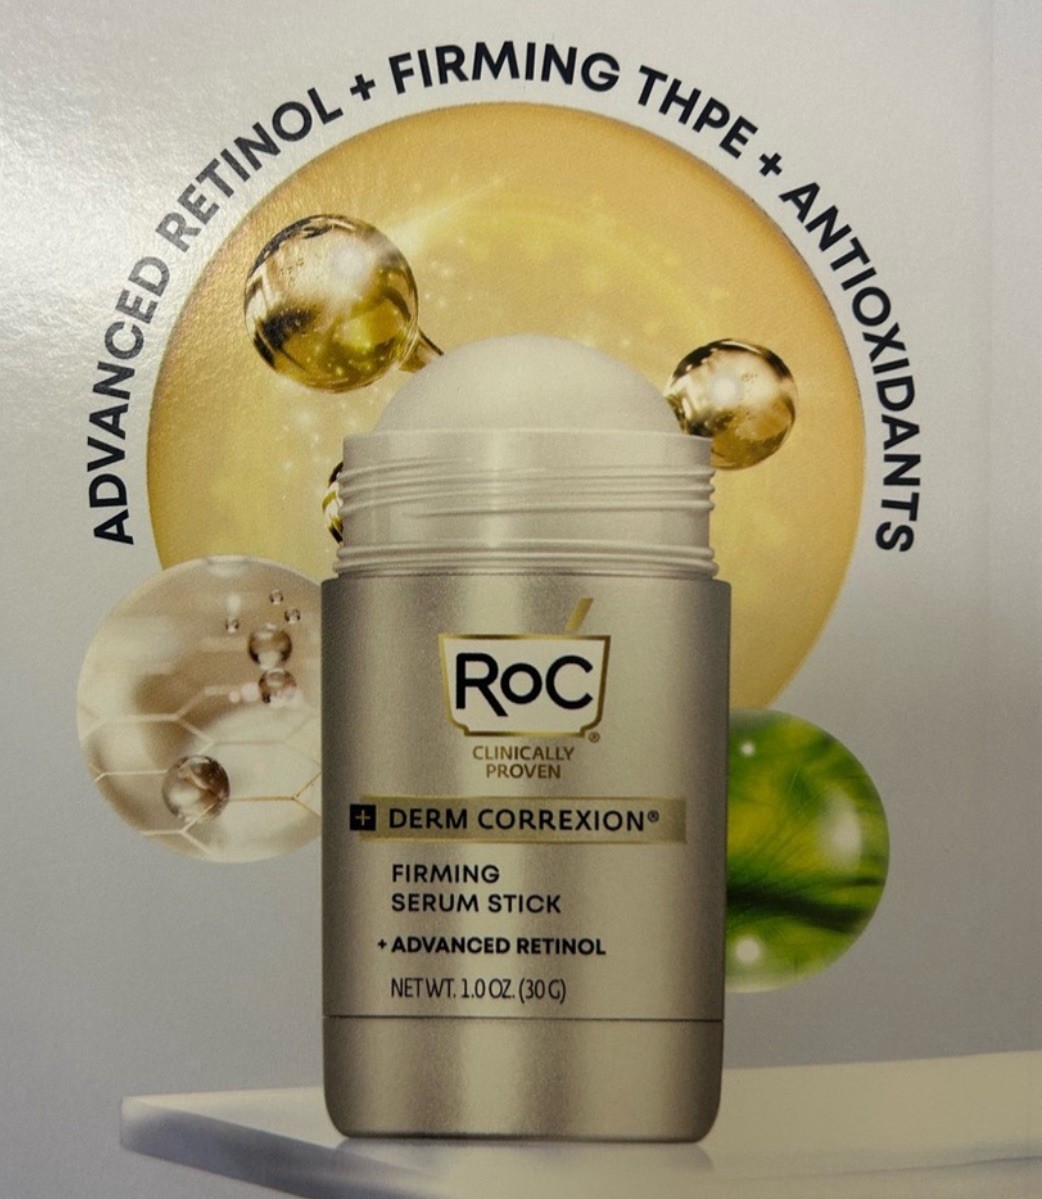 ADVANCED RETINOL + FIRMING THPE + ANTIOXIDANTS
RoC®
CLINICALLY
PROVEN
+ DERM CORREXION®
FIRMING
SERUM STICK
+ ADVANCED RETINOL
NET WT. 1.0 OZ. (30 G)